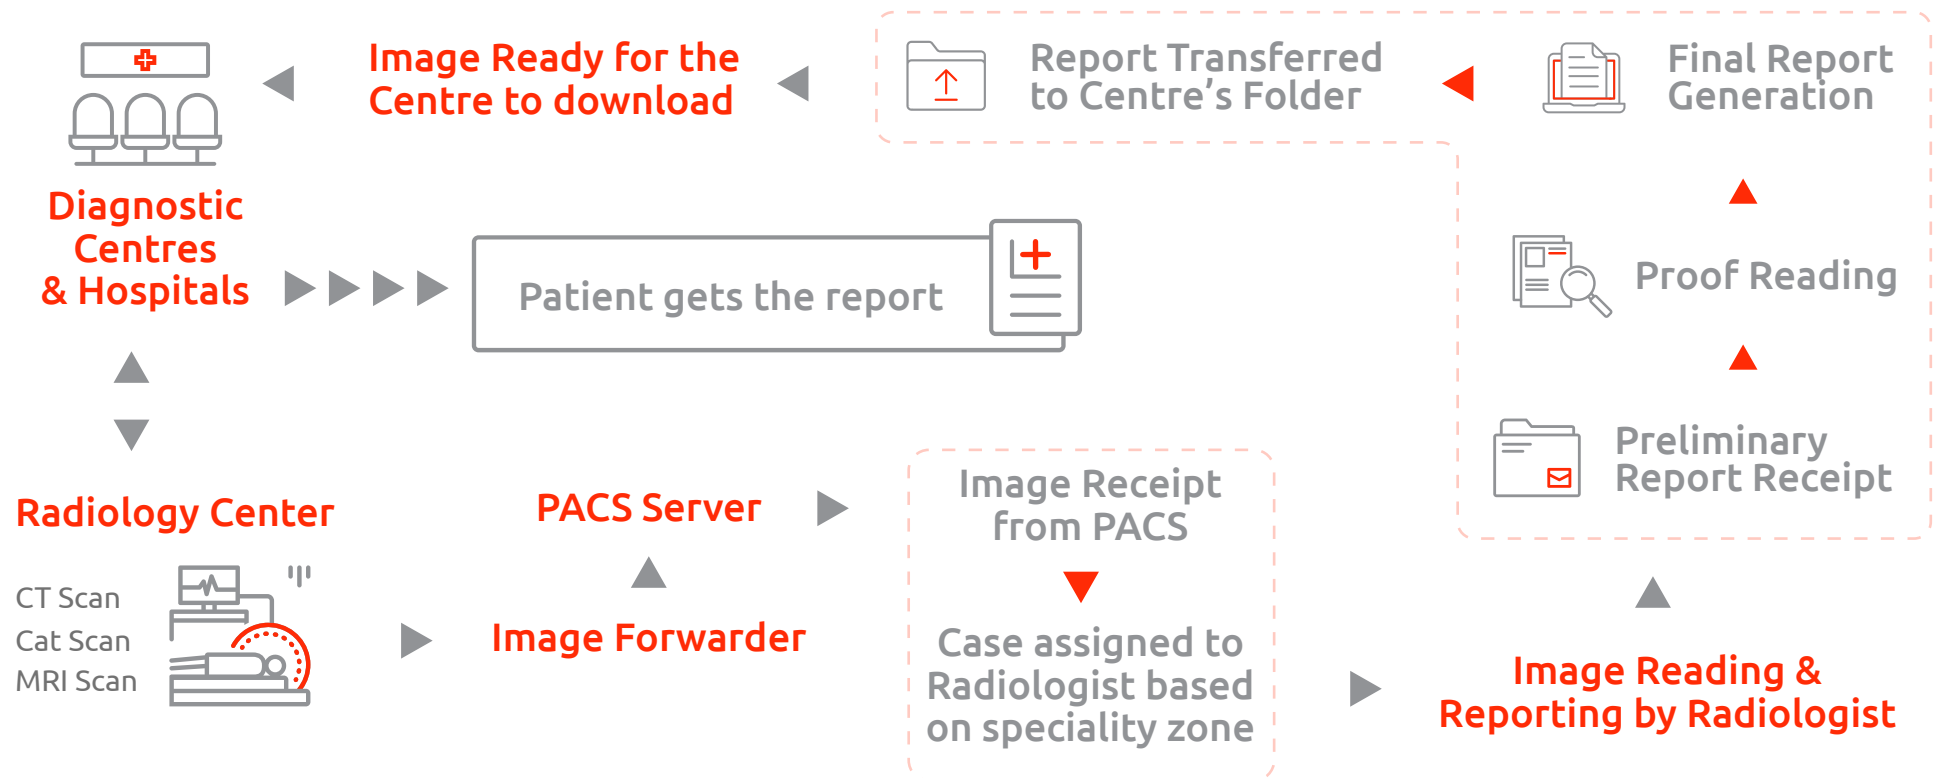 Image Ready for the
Centre to download
Report Transferred
to Centre's Folder
Final Report
Generation
Diagnostic
Centres
& Hospitals
Patient gets the report
Proof Reading
Preliminary
Report Receipt
Radiology Center
CT Scan
Cat Scan
MRI Scan
PACS Server
Image Forwarder
Image Receipt
from PACS
Case assigned to
Radiologist based
on speciality zone
Image Reading &
Reporting by Radiologist